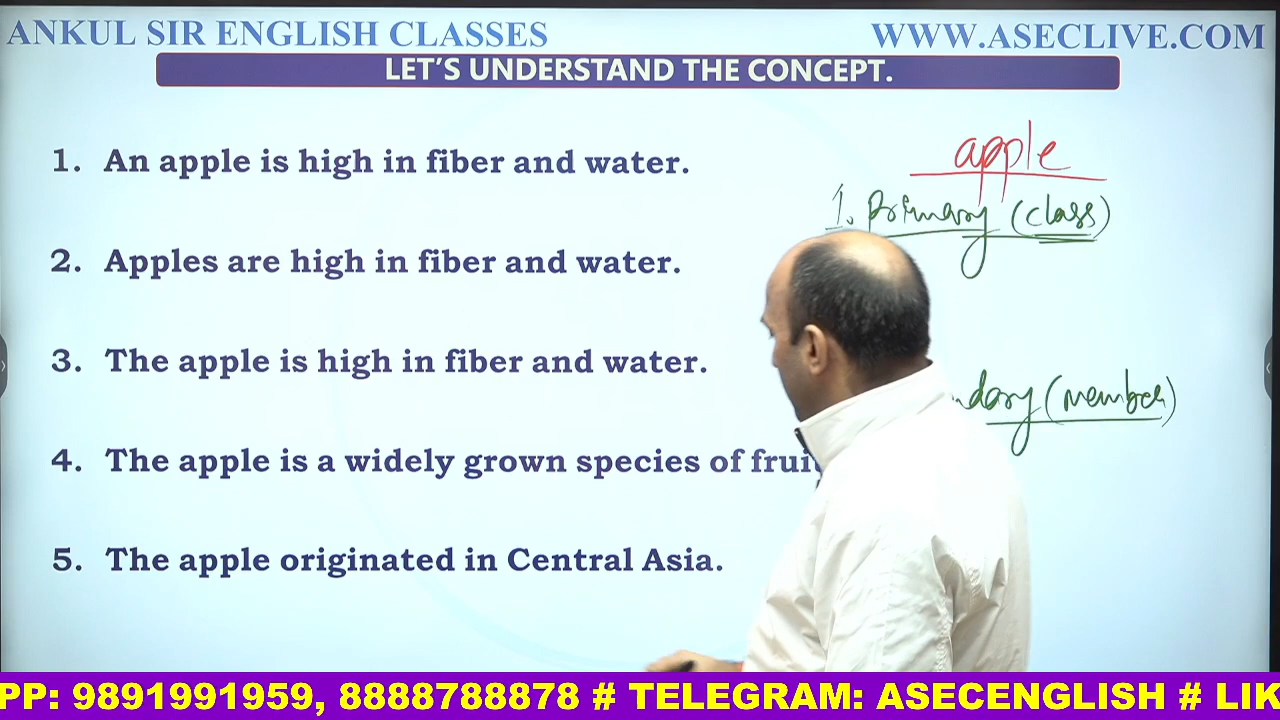 ANKUL SIR ENGLISH CLASSES
WWW.ASECLIVE.COM
LET'S UNDERSTAND THE CONCEPT.
1. An apple is high in fiber and water.
2. Apples are high in fiber and water.
3. The apple is high in fiber and water.
4. The apple is a widely grown species of
5. The apple originated in Central Asia.
apple
1. Primary (class)
(member)
PP: 9891991959, 8888788878 # TELEGRAM: ASECENGLISH # LIK